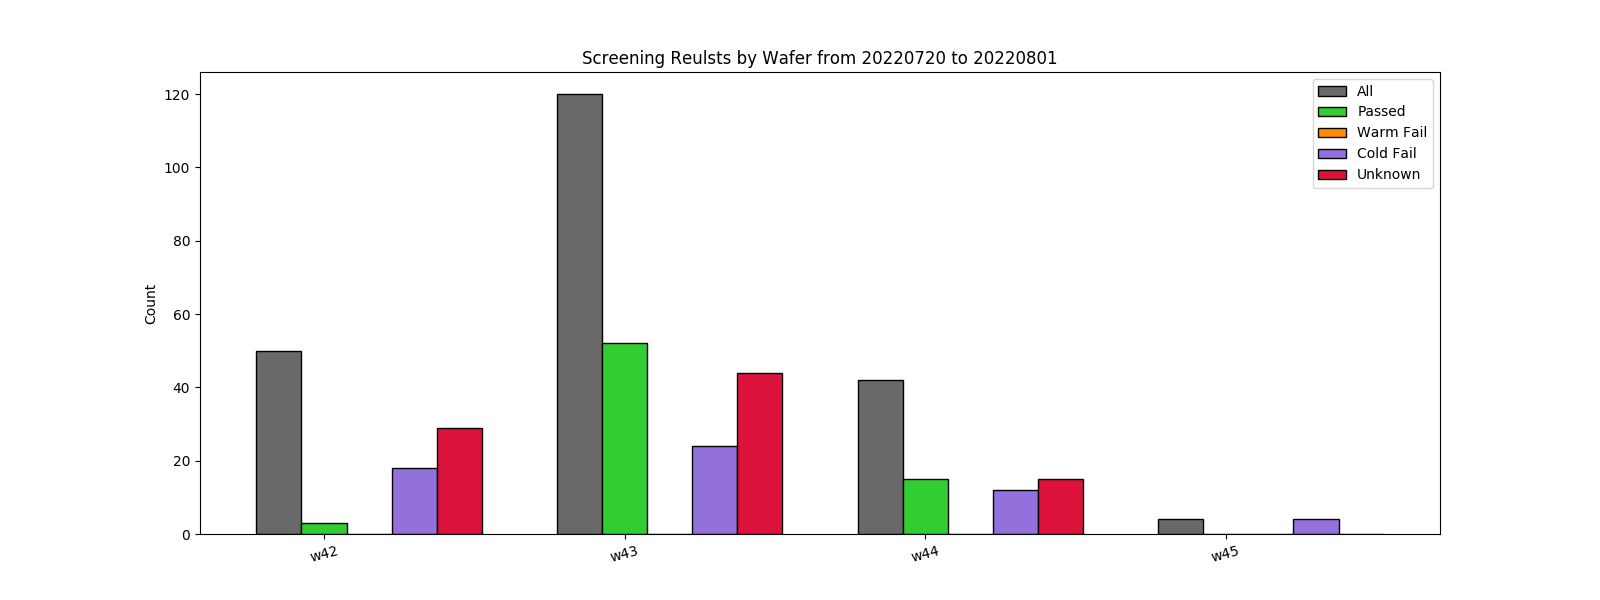 Screening Reulsts by Wafer from 20220720 to 20220801
All
Passed
Warm Fail
Cold Fail
Unknown
120
100
80
60
40
20
0
Count
w42
w43
w44
w45